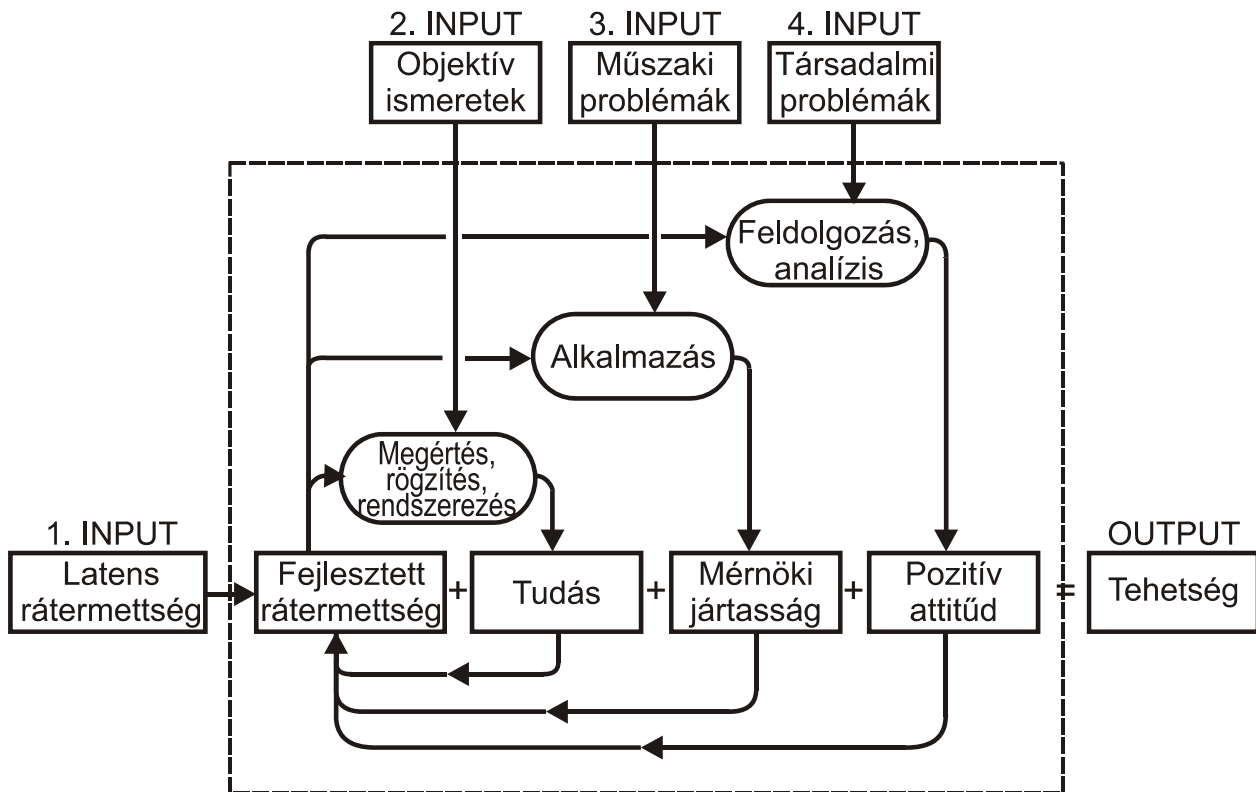 2. INPUT
3. INPUT
4. INPUT
Objektív
ismeretek
Műszaki
problémák
Társadalmi
problémák
Feldolgozás,
analízis
Alkalmazás
Megértés,
rögzítés,
rendszerezés
1. INPUT
Latens
rátermettség
Fejlesztett
rátermettség
+
Tudás
+
Mérnöki
jártasság
+
Pozitív
attitűd
=
OUTPUT
Tehetség